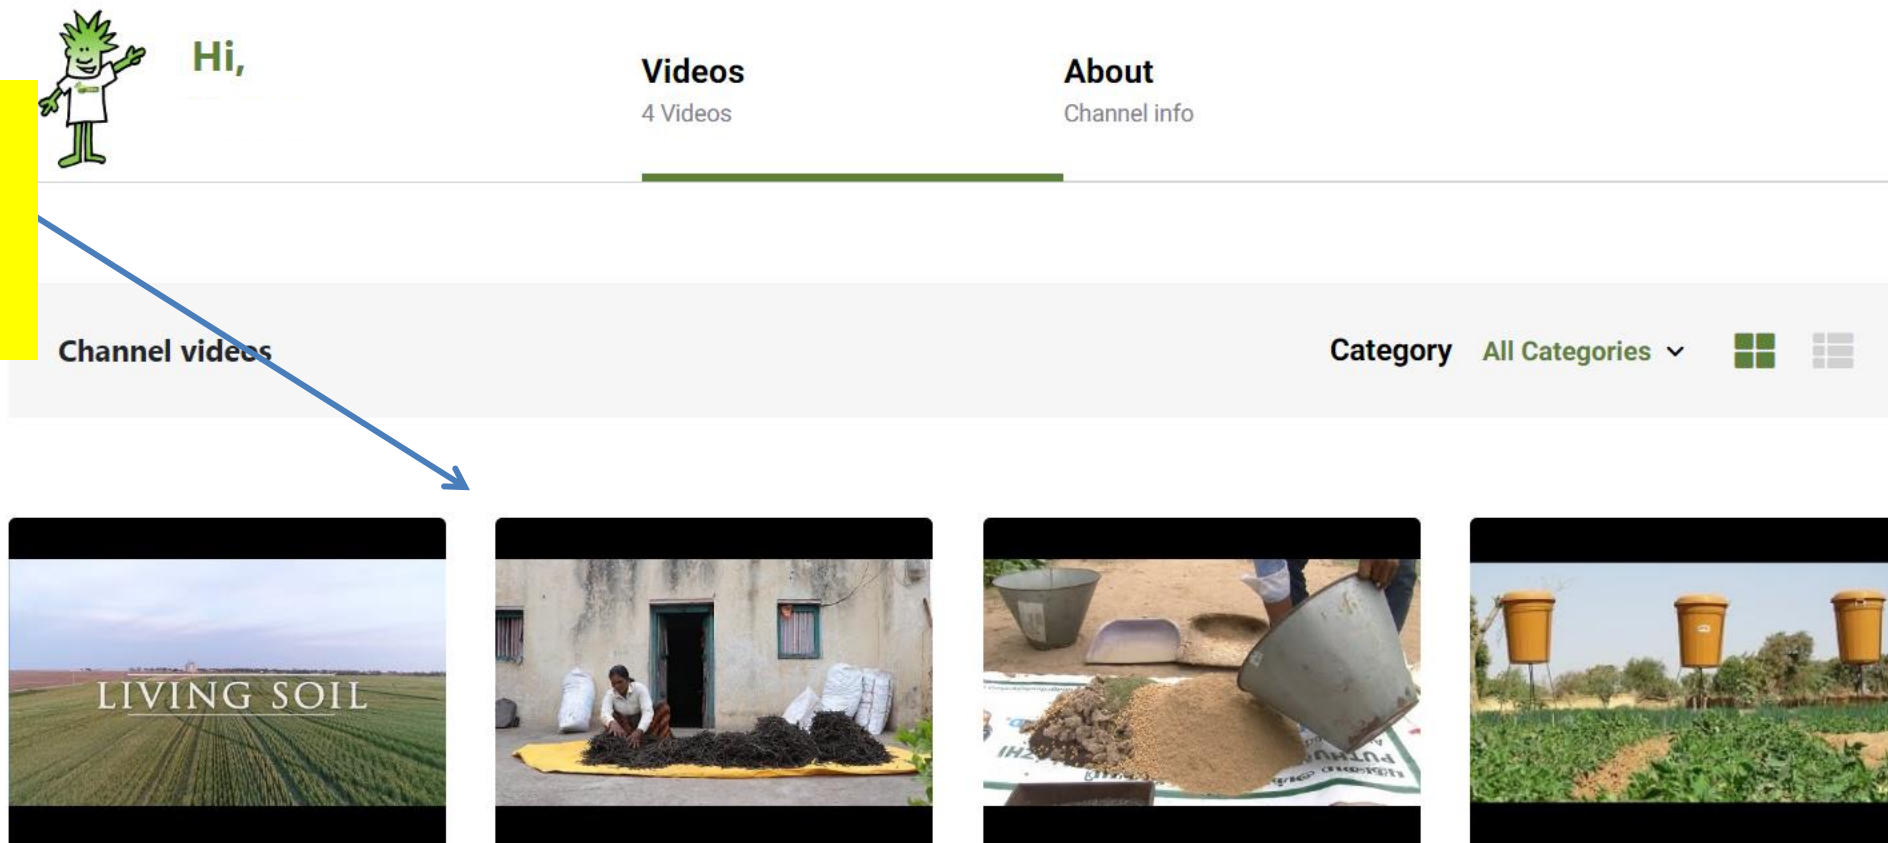 Hi,
Videos
4 Videos
About
Channel info
Channel videos
Category All Categories
LIVING SOIL